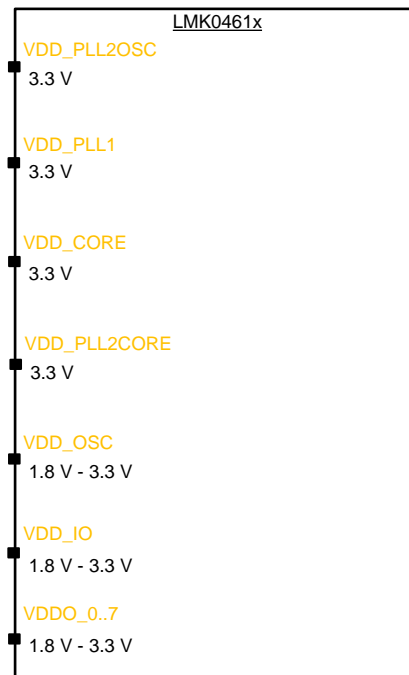 LMK0461x
VDD_PLL2OSC
3.3 V
VDD_PLL1
3.3 V
VDD_CORE
3.3 V
VDD_PLL2CORE
3.3 V
VDD_OSC
1.8 V - 3.3 V
VDD_IO
1.8 V - 3.3 V
VDDO_0..7
1.8 V - 3.3 V